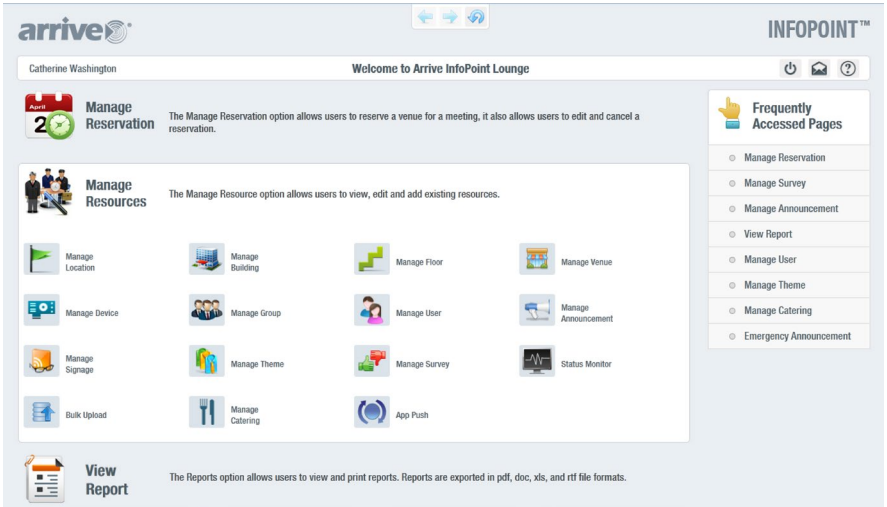 arrive
INFOPOINT™
Catherine Washington
Welcome to Arrive InfoPoint Lounge
April
2
Manage
Reservation
The Manage Reservation option allows users to reserve a venue for a meeting, it also allows users to edit and cancel a
reservation.
Manage
Resources
The Manage Resource option allows users to view, edit and add existing resources.
Manage
Location
Manage
Building
Manage Floor
Manage Venue
Manage Device
Manage Group
Manage User
Manage
Announcement
Manage
Signage
Manage Theme
Manage Survey
Status Monitor
Bulk Upload
Manage
Catering
App Push
View
Report
The Reports option allows users to view and print reports. Reports are exported in pdf, doc, xls, and rtf file formats.
Frequently
Accessed Pages
Manage Reservation
Manage Survey
Manage Announcement
View Report
Manage User
Manage Theme
Manage Catering
Emergency Announcement